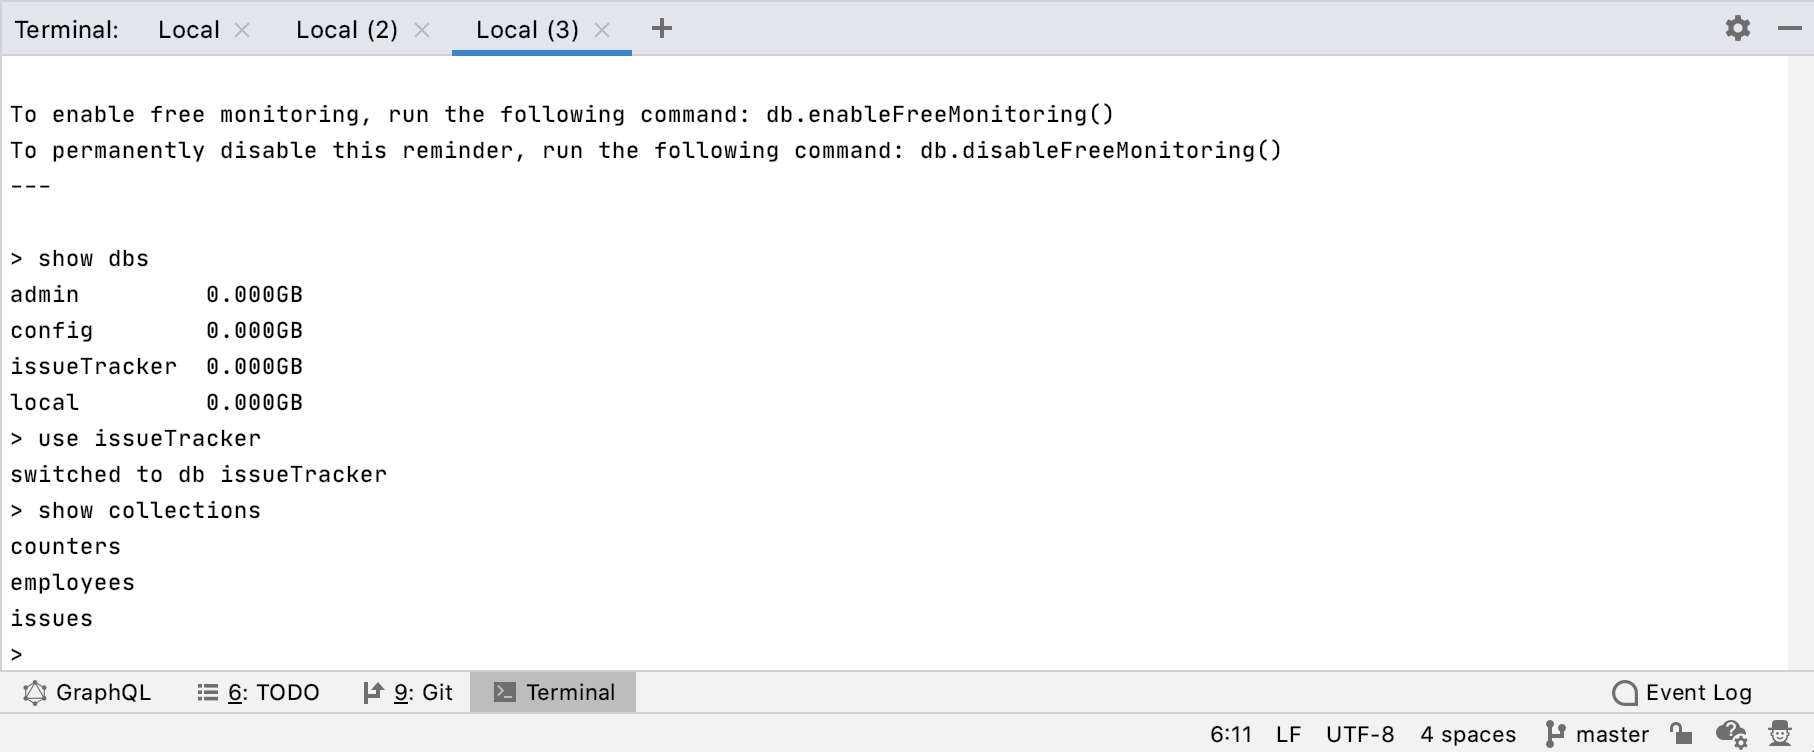 Terminal: Local Local (2) Local (3)
To enable free monitoring, run the following command: db.enableFreeMonitoring()
To permanently disable this reminder, run the following command: db.disableFreeMonitoring()
---
> show dbs
admin 0.000GB
config 0.000GB
issueTracker 0.000GB
local 0.000GB
> use issueTracker
switched to db issueTracker
> show collections
counters
employees
issues
>
GraphQL 6: TODO 9: Git Terminal Event Log
6:11 LF UTF-8 4 spaces master